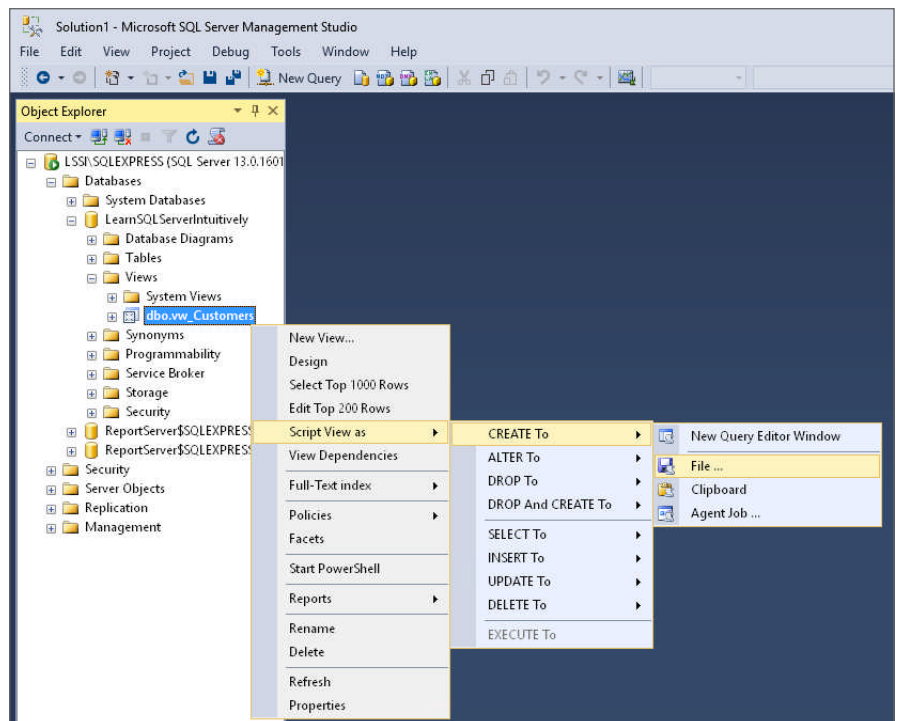 Solution1 - Microsoft SQL Server Management Studio
File Edit View Project Debug Tools Window Help
New Query
Object Explorer
Connect
LSSI\SQLEXPRESS (SQL Server 13.0.1601
Databases
System Databases
LearnSQLServerIntuitively
Database Diagrams
Tables
Views
System Views
dbo.vw_Customers
Synonyms
Programmability
Service Broker
Storage
Security
ReportServer$SQLEXPRES
ReportServer$SQLEXPRES
Security
Server Objects
Replication
Management
New View...
Design
Select Top 1000 Rows
Edit Top 200 Rows
Script View as
View Dependencies
Full-Text index
Policies
Facets
Start PowerShell
Reports
Rename
Delete
Refresh
Properties
CREATE To
ALTER To
DROP To
DROP And CREATE To
SELECT To
INSERT To
UPDATE To
DELETE To
EXECUTE To
New Query Editor Window
File ...
Clipboard
Agent Job ...